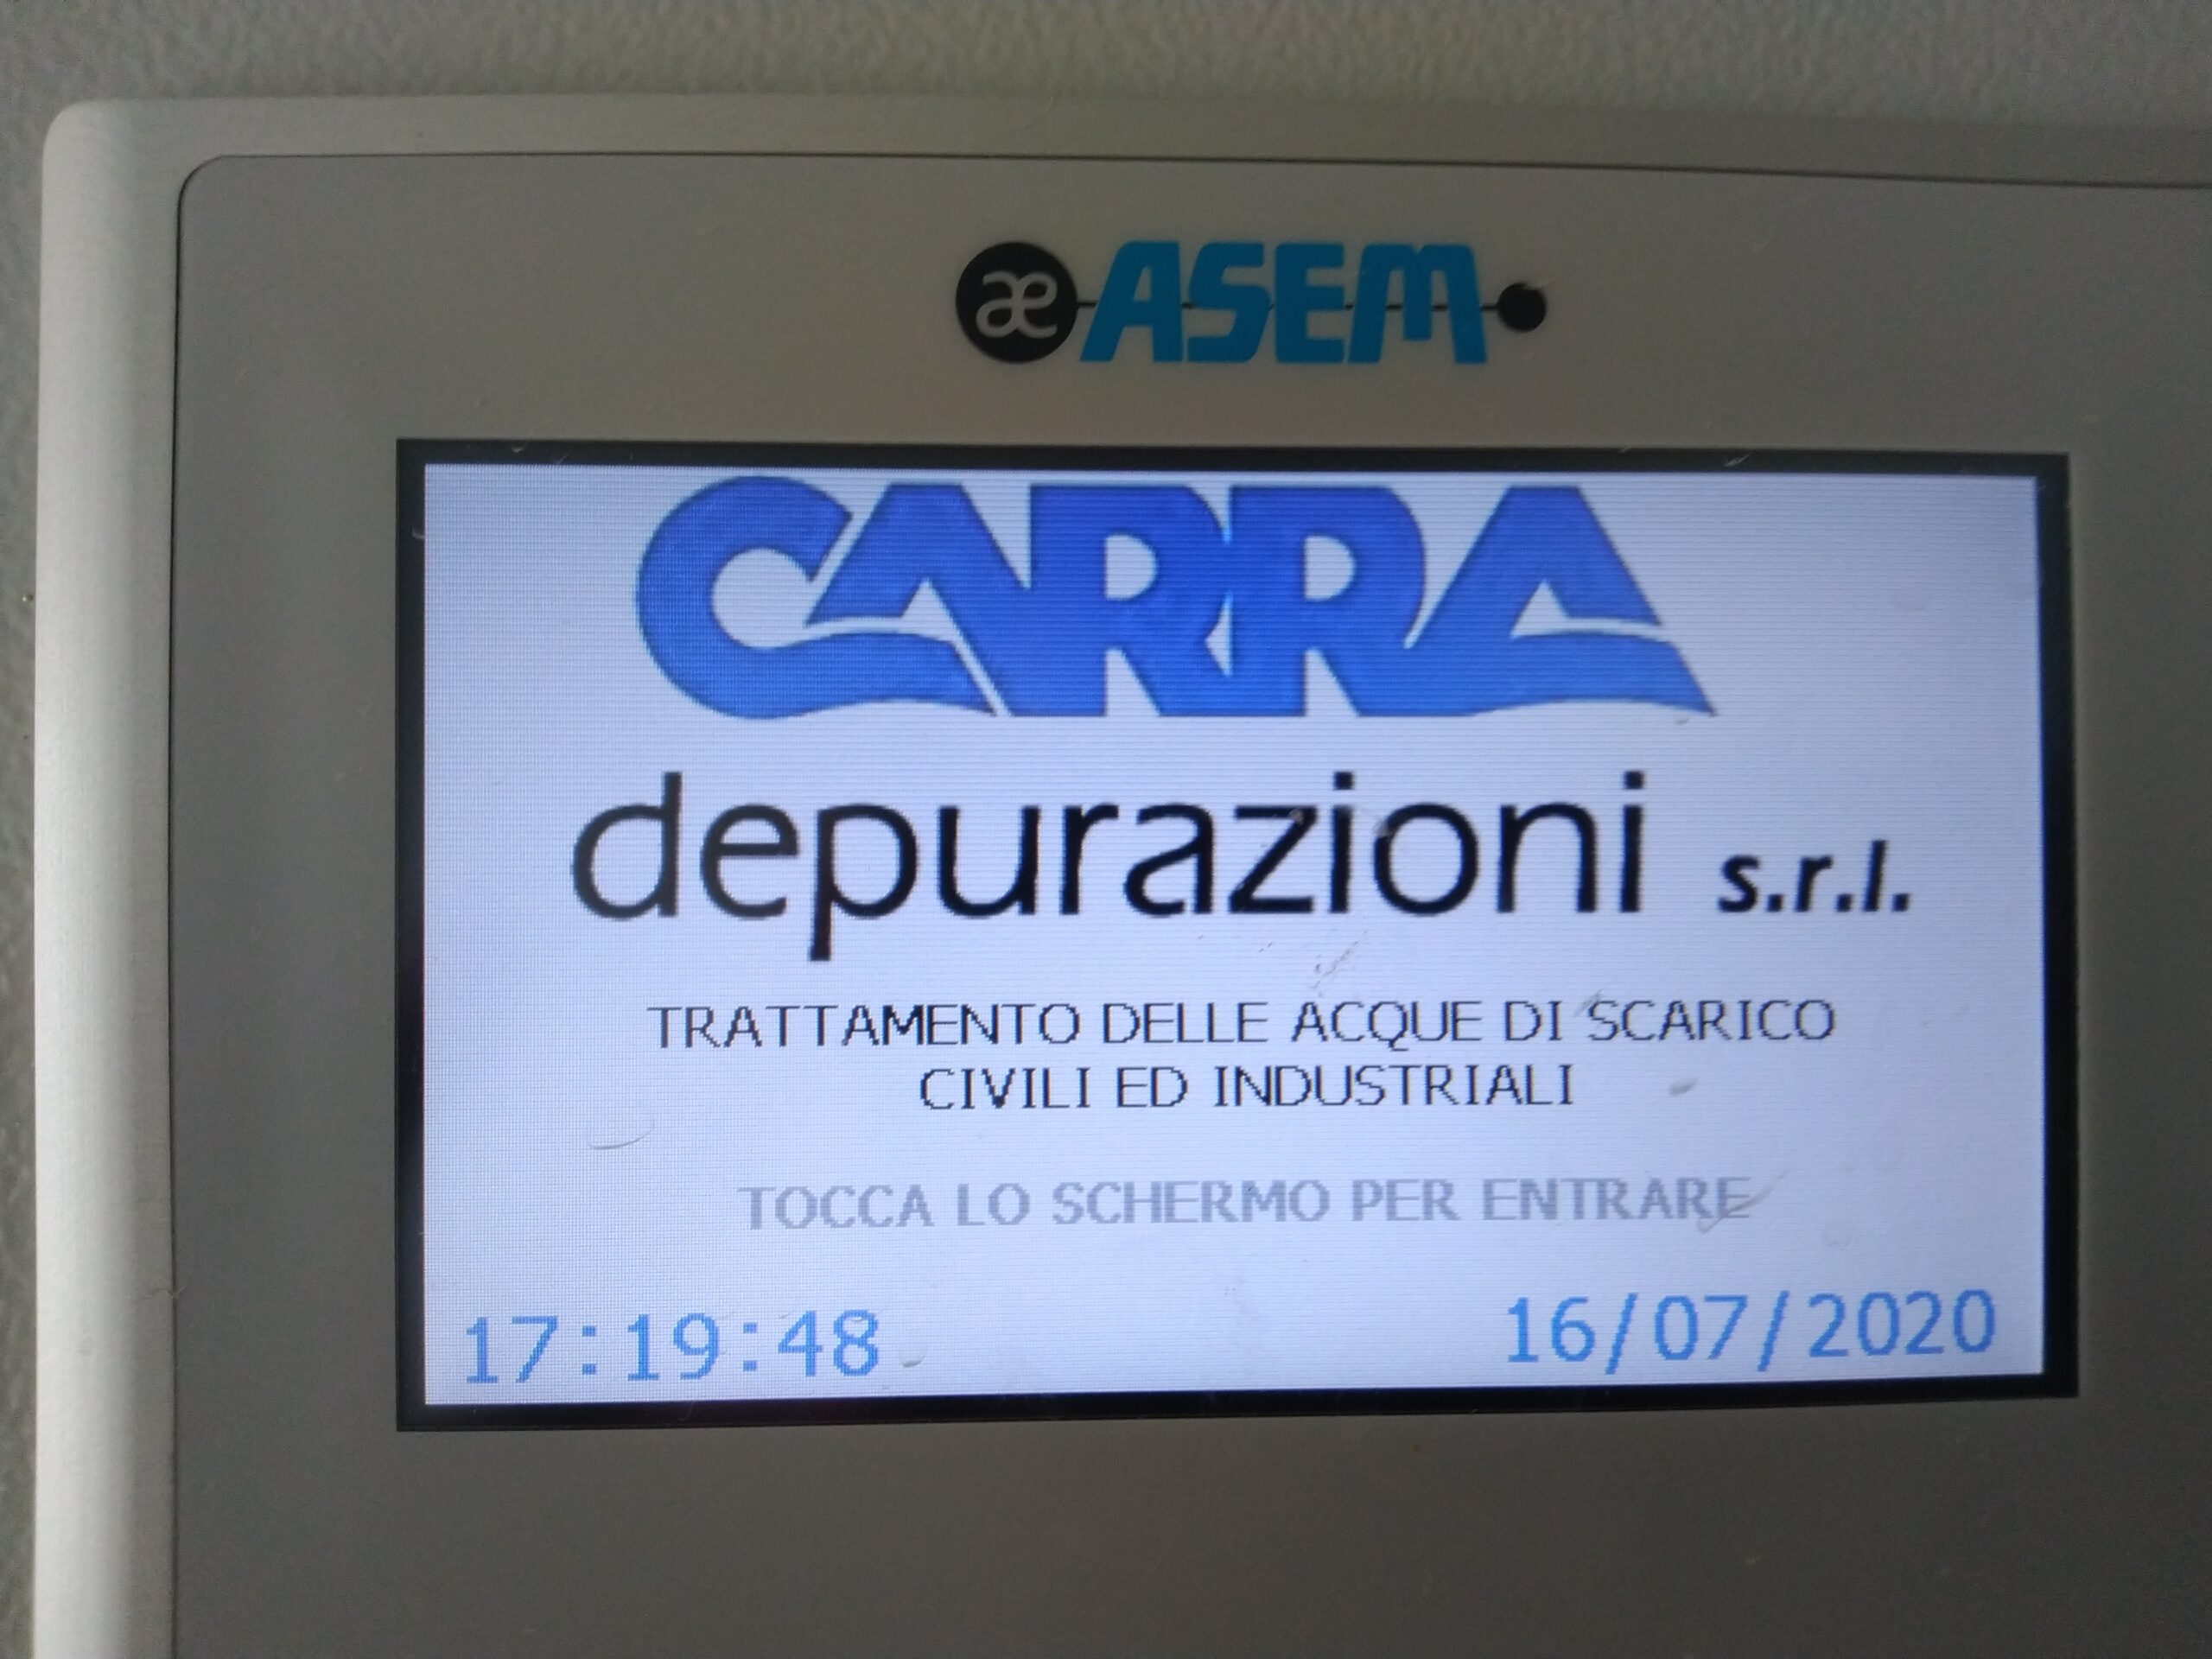 æ ASEM
CARRA
depurazioni s.r.l.
TRATTAMENTO DELLE ACQUE DI SCARICO
CIVILI ED INDUSTRIALI
TOCCA LO SCHERMO PER ENTRARE
17:19:48 16/07/2020